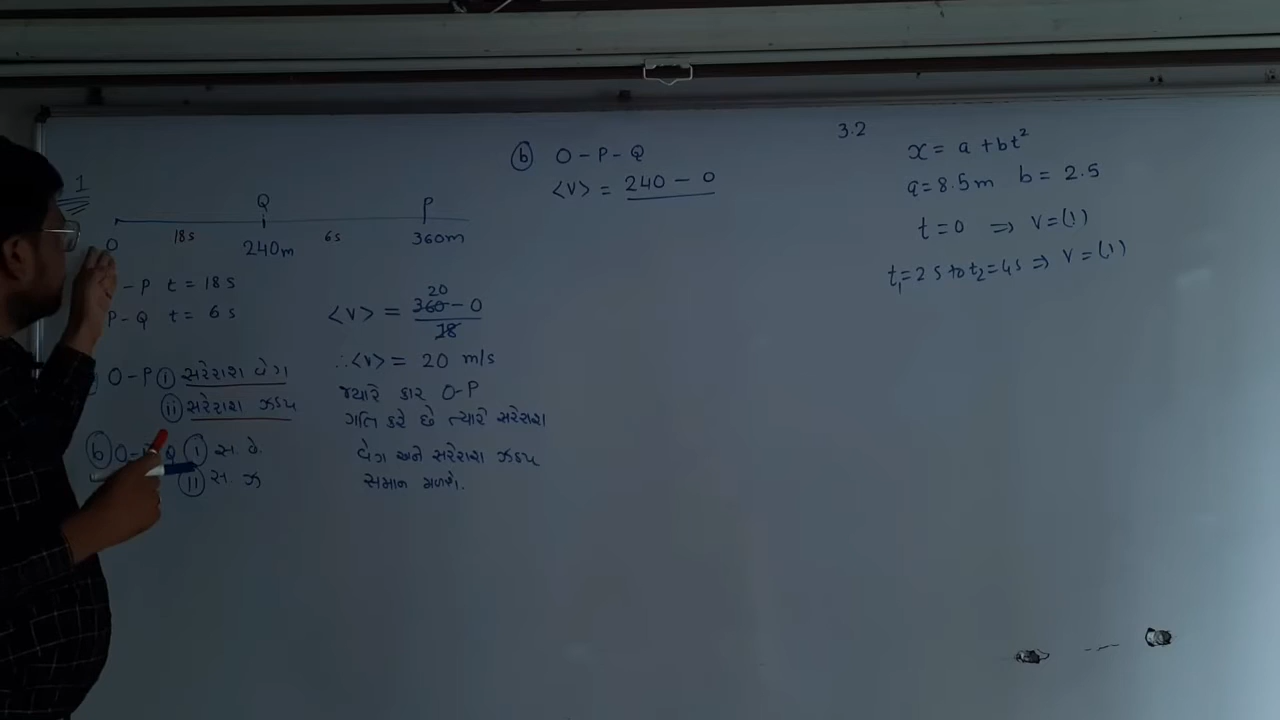 1
Q P
O 18s 240m 6s 360m
O-P t = 18 s
P-Q t = 6 s
O-P (i) સરેરાશ વેગ
(ii) સરેરાશ ઝડપ
(b) O-P-Q (i) સ. વે.
(ii) સ. ઝ
20
<v> = 360 - 0
18
∴<v> = 20 m/s
જ્યારે કાર O-P
ગતિ કરે છે ત્યારે સરેરાશ
વેગ અને સરેરાશ ઝડપ
સમાન મળશે.
(b) O-P-Q
<v> = 240 - 0
3.2
x = a + bt²
a = 8.5m b = 2.5
t = 0 ⇒ v = (1)
t₁=2 s to t₂=4s ⇒ v = (1)